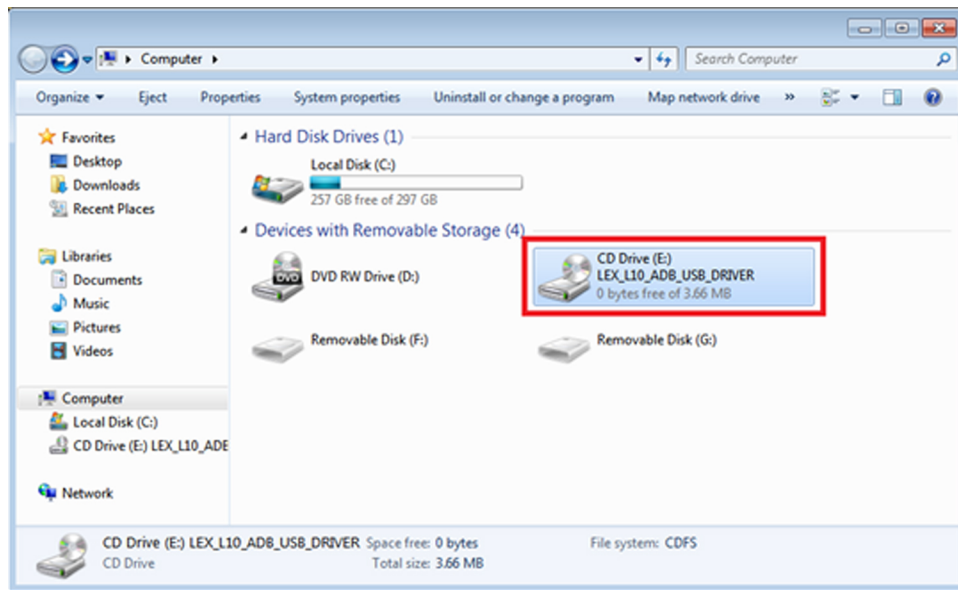 Computer
Search Computer
Organize
Eject
Properties
System properties
Uninstall or change a program
Map network drive
»
Favorites
Desktop
Downloads
Recent Places
Libraries
Documents
Music
Pictures
Videos
Computer
Local Disk (C:)
CD Drive (E:) LEX_L10_ADB
Network
Hard Disk Drives (1)
Local Disk (C:)
257 GB free of 297 GB
Devices with Removable Storage (4)
DVD RW Drive (D:)
DVD
CD Drive (E:)
LEX_L10_ADB_USB_DRIVER
0 bytes free of 3.66 MB
Removable Disk (F:)
Removable Disk (G:)
CD Drive (E:) LEX_L10_ADB_USB_DRIVER Space free: 0 bytes File system: CDFS
CD Drive Total size: 3.66 MB